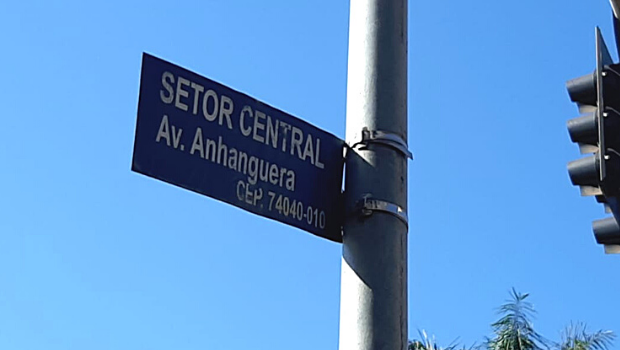 SETOR CENTRAL
Av. Anhanguera
CEP. 74040-010